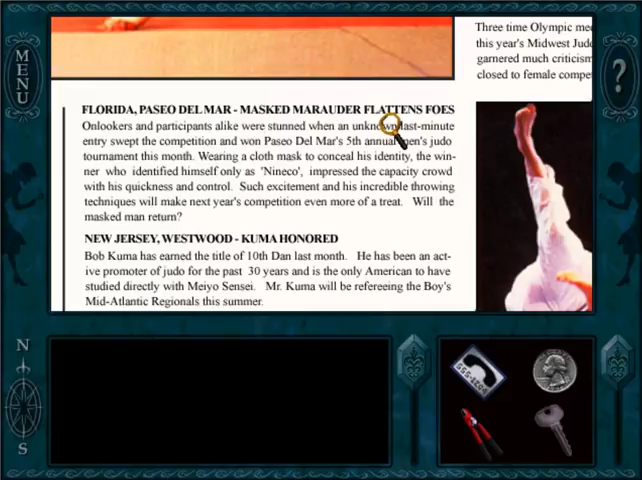 MENU
?
Three time Olympic me
this year's Midwest Jud
garnered much criticism
closed to female compe
FLORIDA, PASEO DEL MAR - MASKED MARAUDER FLATTENS FOES
Onlookers and participants alike were stunned when an unknown last-minute
entry swept the competition and won Paseo Del Mar's 5th annual men's judo
tournament this month. Wearing a cloth mask to conceal his identity, the win-
ner who identified himself only as 'Nineco', impressed the capacity crowd
with his quickness and control. Such excitement and his incredible throwing
techniques will make next year's competition even more of a treat. Will the
masked man return?
NEW JERSEY, WESTWOOD - KUMA HONORED
Bob Kuma has earned the title of 10th Dan last month. He has been an act-
ive promoter of judo for the past 30 years and is the only American to have
studied directly with Meiyo Sensei. Mr. Kuma will be refereeing the Boy's
Mid-Atlantic Regionals this summer.
N
S